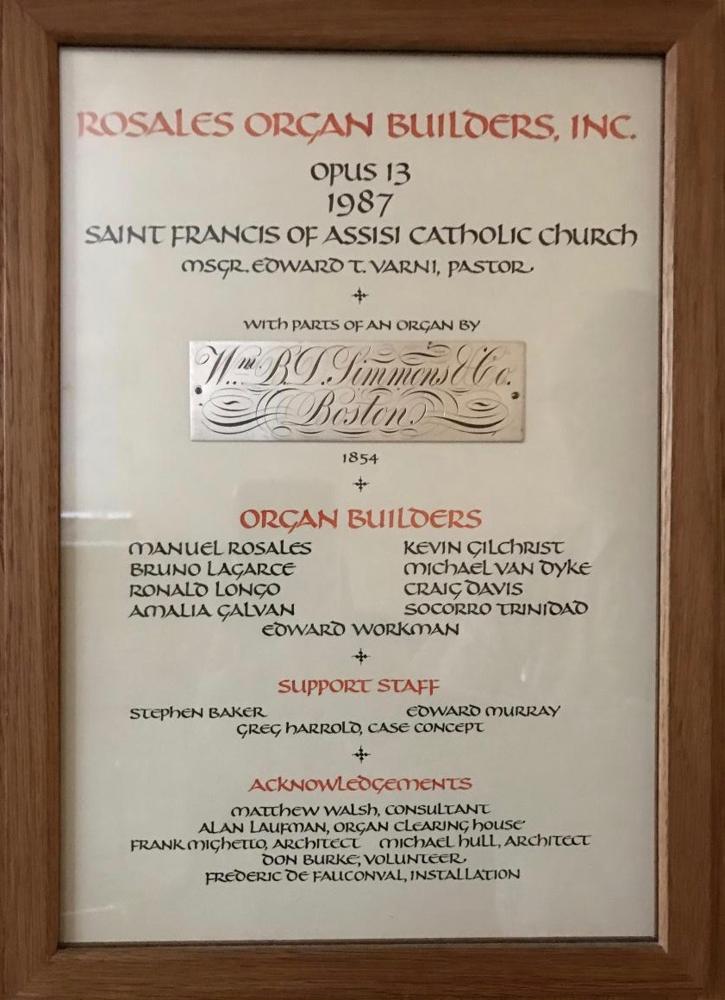 ROSALES ORGAN BUILDERS, INC.
OPUS 13
1987
SAINT FRANCIS OF ASSISI CATHOLIC CHURCH
MSGR. EDWARD T. VARNI, PASTOR
WITH PARTS OF AN ORGAN BY
Wm. B. D. Simmons & Co.
Boston
1854
ORGAN BUILDERS
MANUEL ROSALES KEVIN GILCHRIST
BRUNO LAGARCE MICHAEL VAN DYKE
RONALD LONGO CRAIG DAVIS
AMALIA GALVAN SOCORRO TRINIDAD
EDWARD WORKMAN
SUPPORT STAFF
STEPHEN BAKER EDWARD MURRAY
GREG HARROLD, CASE CONCEPT
ACKNOWLEDGEMENTS
MATTHEW WALSH, CONSULTANT
ALAN LAUFMAN, ORGAN CLEARING HOUSE
FRANK MIGHETTO, ARCHITECT MICHAEL HULL, ARCHITECT
DON BURKE, VOLUNTEER
FREDERIC DE FAUCONVAL, INSTALLATION